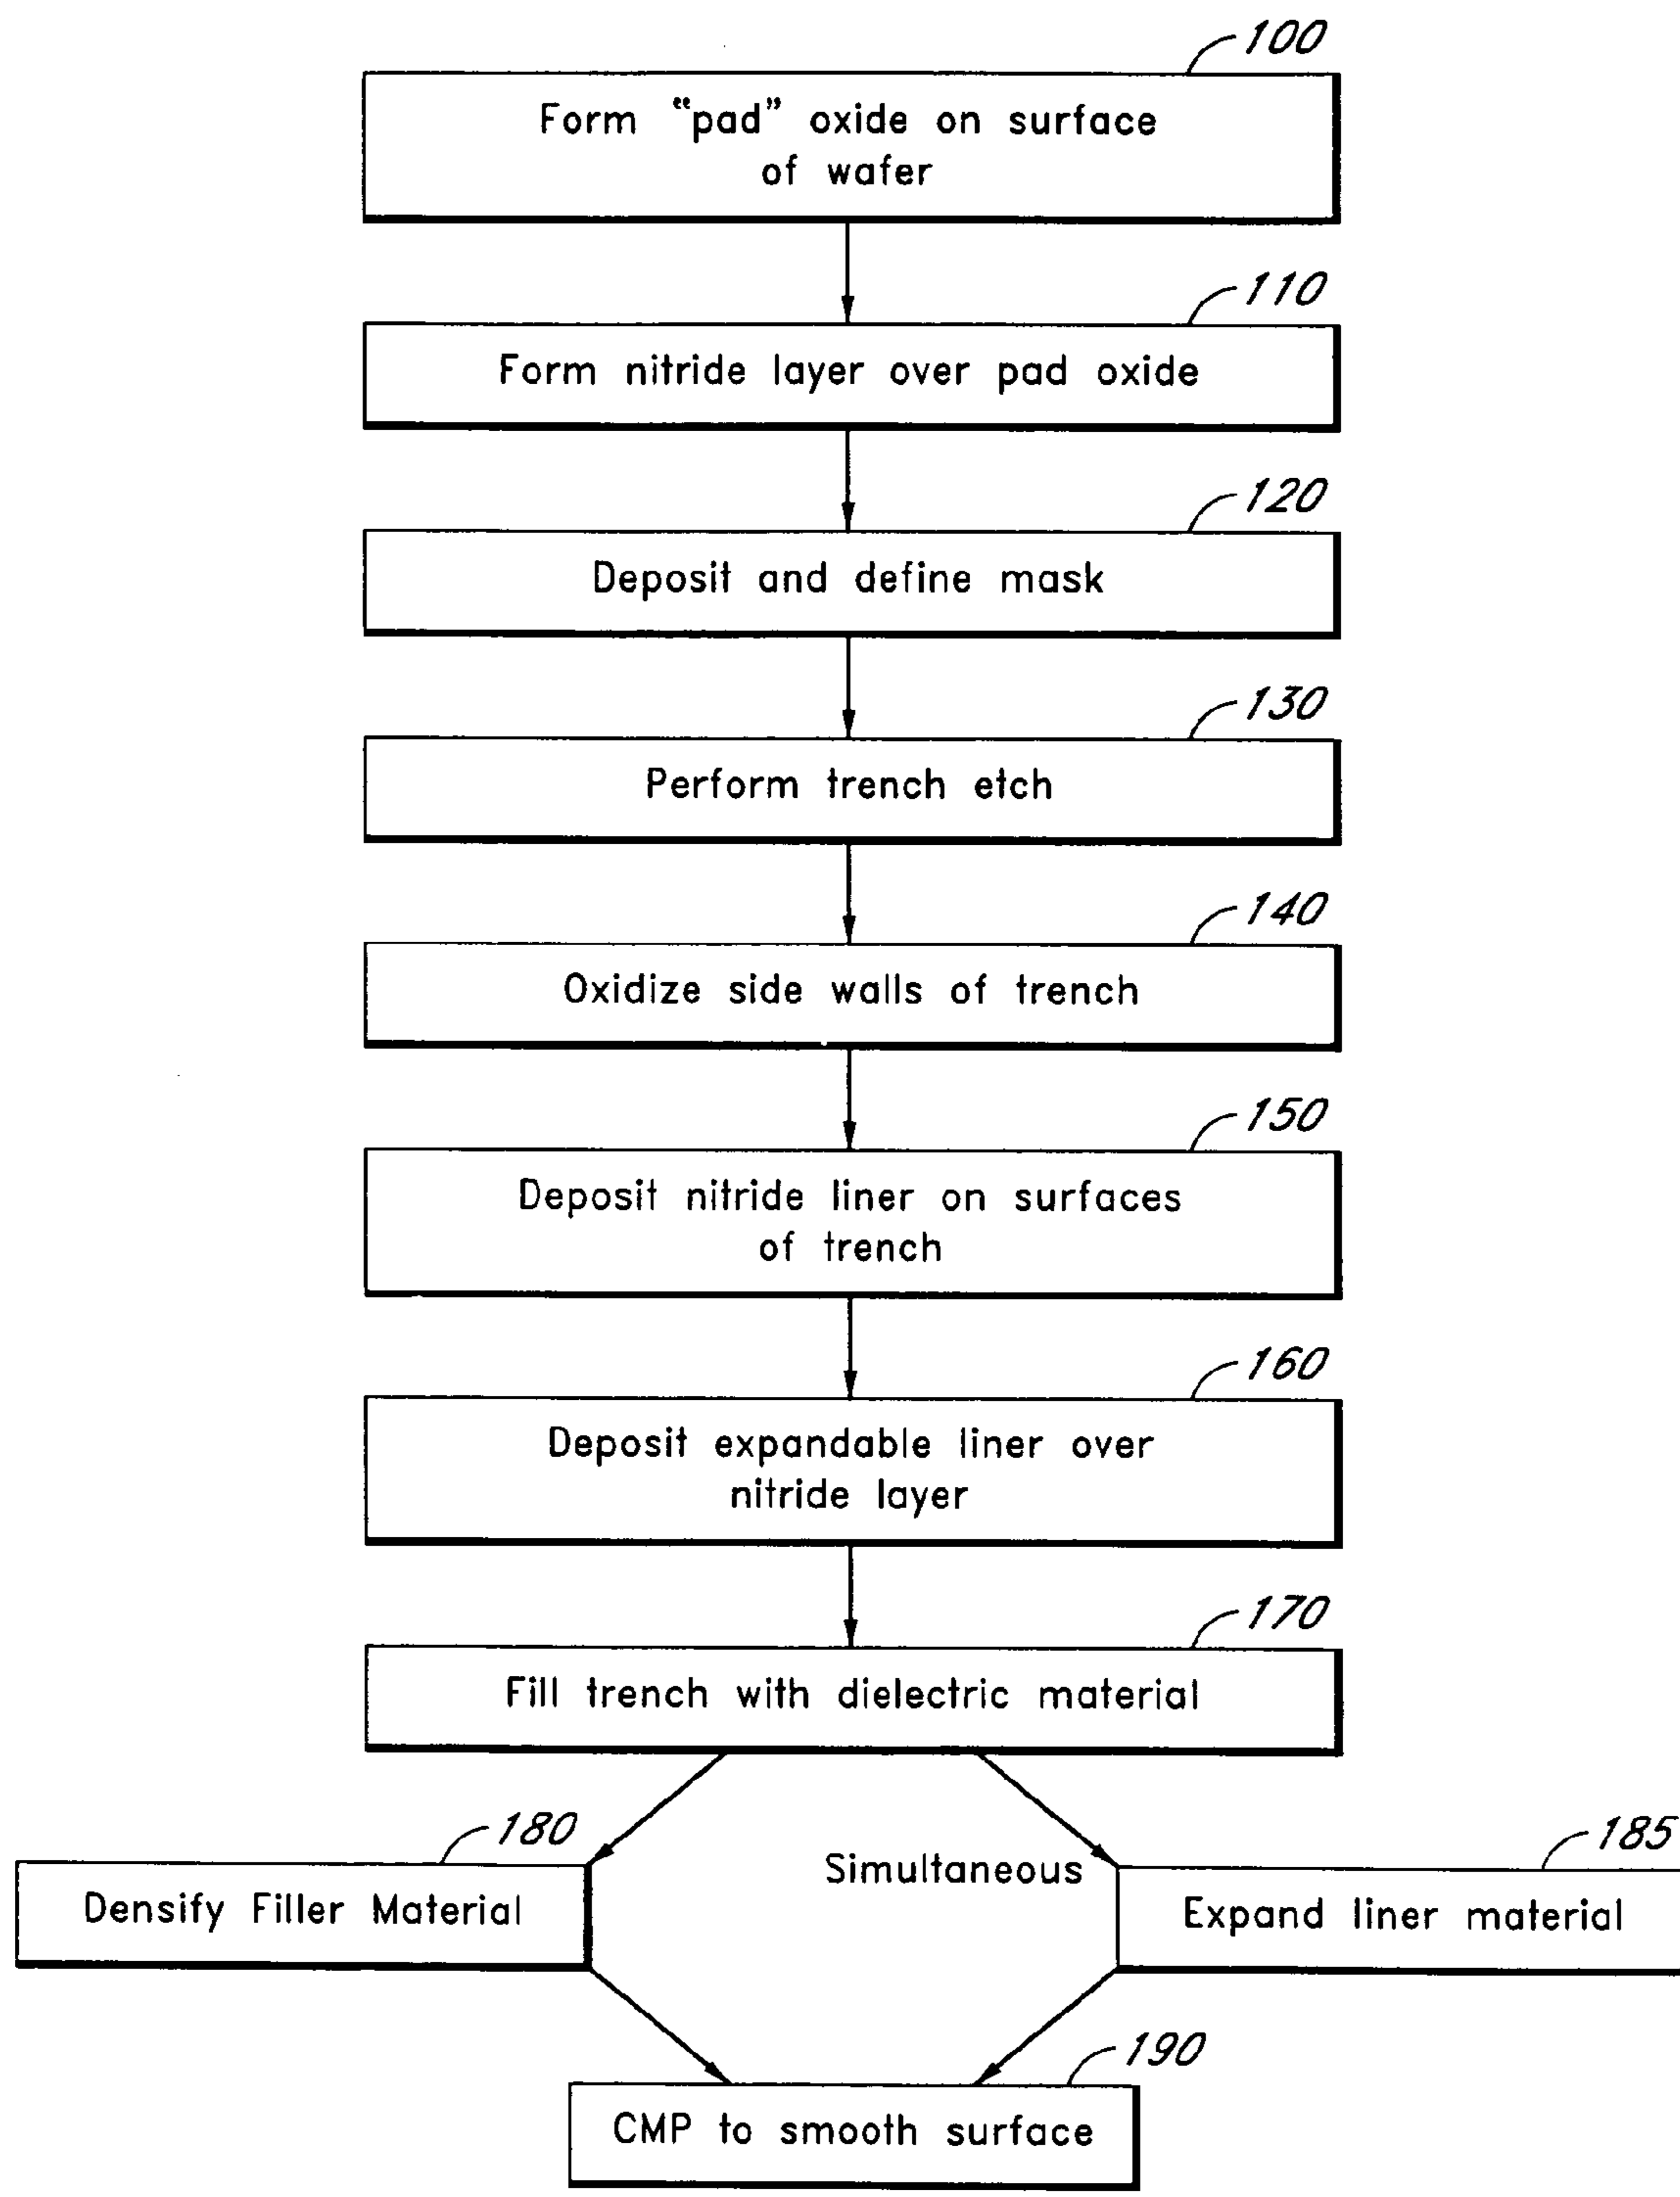 100
Form “pad” oxide on surface
of wafer
110
Form nitride layer over pad oxide
120
Deposit and define mask
130
Perform trench etch
140
Oxidize side walls of trench
150
Deposit nitride liner on surfaces
of trench
160
Deposit expandable liner over
nitride layer
170
Fill trench with dielectric material
180
Densify Filler Material
Simultaneous
185
Expand liner material
190
CMP to smooth surface